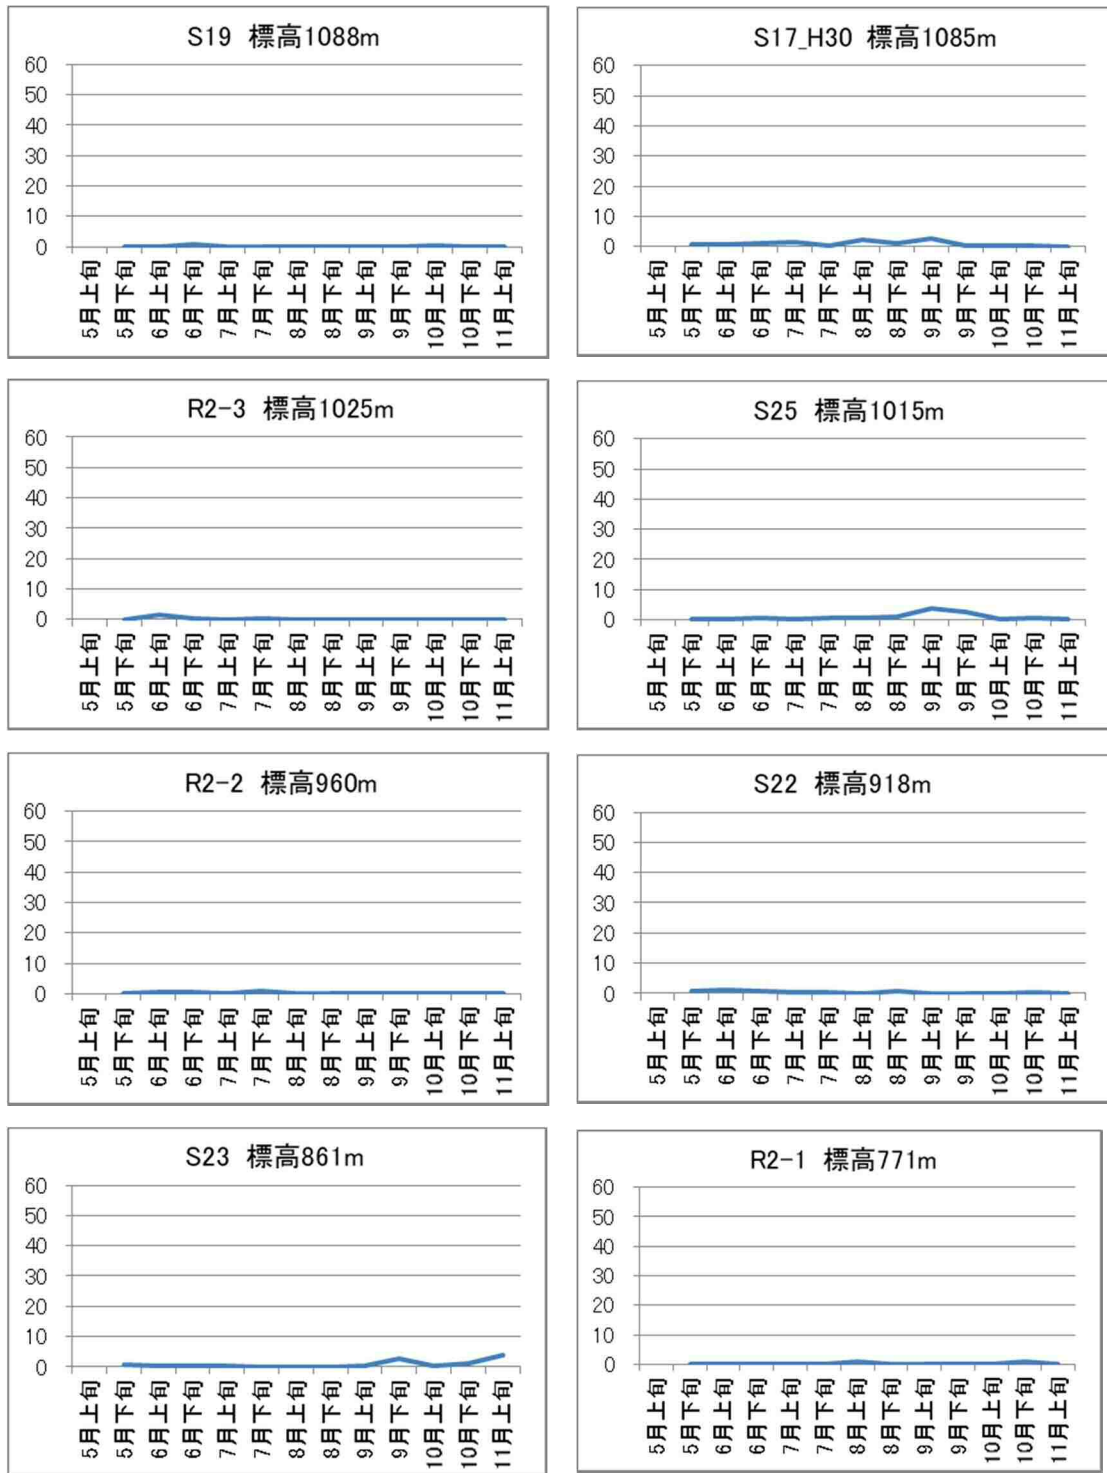 S19 標高1088m
60
50
40
30
20
10
0
5月上旬
5月下旬
6月上旬
6月下旬
7月上旬
7月下旬
8月上旬
8月下旬
9月上旬
9月下旬
10月上旬
10月下旬
11月上旬
S17_H30 標高1085m
60
50
40
30
20
10
0
5月上旬
5月下旬
6月上旬
6月下旬
7月上旬
7月下旬
8月上旬
8月下旬
9月上旬
9月下旬
10月上旬
10月下旬
11月上旬
R2-3 標高1025m
60
50
40
30
20
10
0
5月上旬
5月下旬
6月上旬
6月下旬
7月上旬
7月下旬
8月上旬
8月下旬
9月上旬
9月下旬
10月上旬
10月下旬
11月上旬
S25 標高1015m
60
50
40
30
20
10
0
5月上旬
5月下旬
6月上旬
6月下旬
7月上旬
7月下旬
8月上旬
8月下旬
9月上旬
9月下旬
10月上旬
10月下旬
11月上旬
R2-2 標高960m
60
50
40
30
20
10
0
5月上旬
5月下旬
6月上旬
6月下旬
7月上旬
7月下旬
8月上旬
8月下旬
9月上旬
9月下旬
10月上旬
10月下旬
11月上旬
S22 標高918m
60
50
40
30
20
10
0
5月上旬
5月下旬
6月上旬
6月下旬
7月上旬
7月下旬
8月上旬
8月下旬
9月上旬
9月下旬
10月上旬
10月下旬
11月上旬
S23 標高861m
60
50
40
30
20
10
0
5月上旬
5月下旬
6月上旬
6月下旬
7月上旬
7月下旬
8月上旬
8月下旬
9月上旬
9月下旬
10月上旬
10月下旬
11月上旬
R2-1 標高771m
60
50
40
30
20
10
0
5月上旬
5月下旬
6月上旬
6月下旬
7月上旬
7月下旬
8月上旬
8月下旬
9月上旬
9月下旬
10月上旬
10月下旬
11月上旬